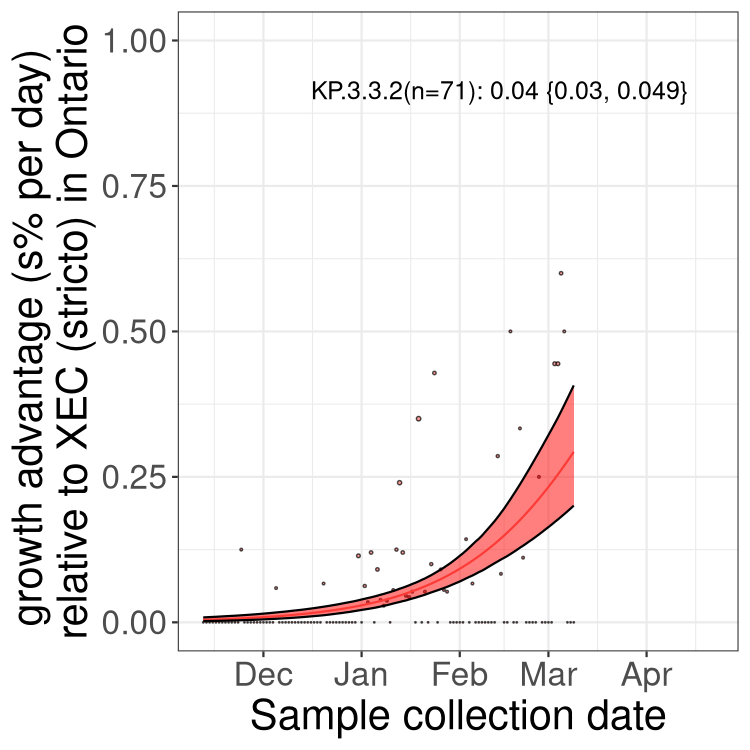 growth advantage (s% per day)
relative to XEC (stricto) in Ontario
1.00
0.75
0.50
0.25
0.00
KP.3.3.2(n=71): 0.04 {0.03, 0.049}
Dec Jan Feb Mar Apr
Sample collection date